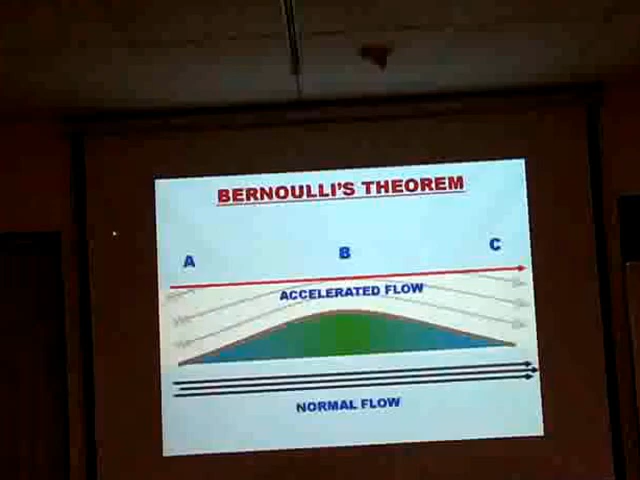 BERNOULLI'S THEOREM
A B C
ACCELERATED FLOW
NORMAL FLOW